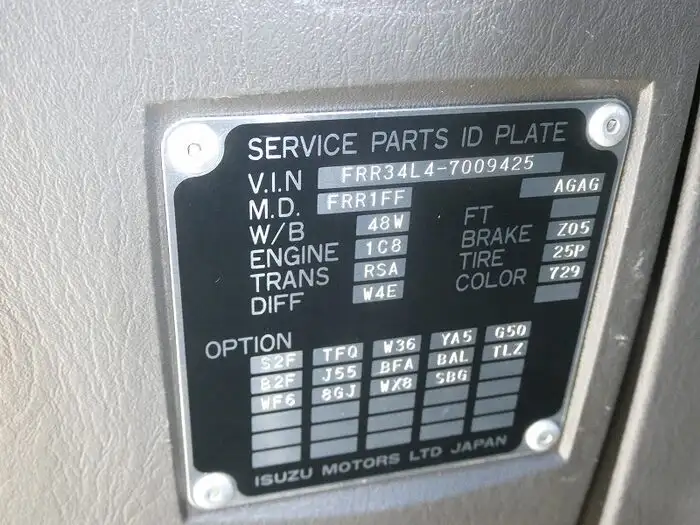 SERVICE PARTS ID PLATE
V.I.N FRR34L4-7009425
M.D. FRR1FF AGAG
W/B 48W FT
ENGINE 1C8 BRAKE Z05
TRANS RSA TIRE 25P
DIFF W4E COLOR 729
OPTION
S2F TFQ W36 YA5 G50
B2F J55 BFA BAL TLZ
WF6 8GJ WX8 SBG
ISUZU MOTORS LTD JAPAN